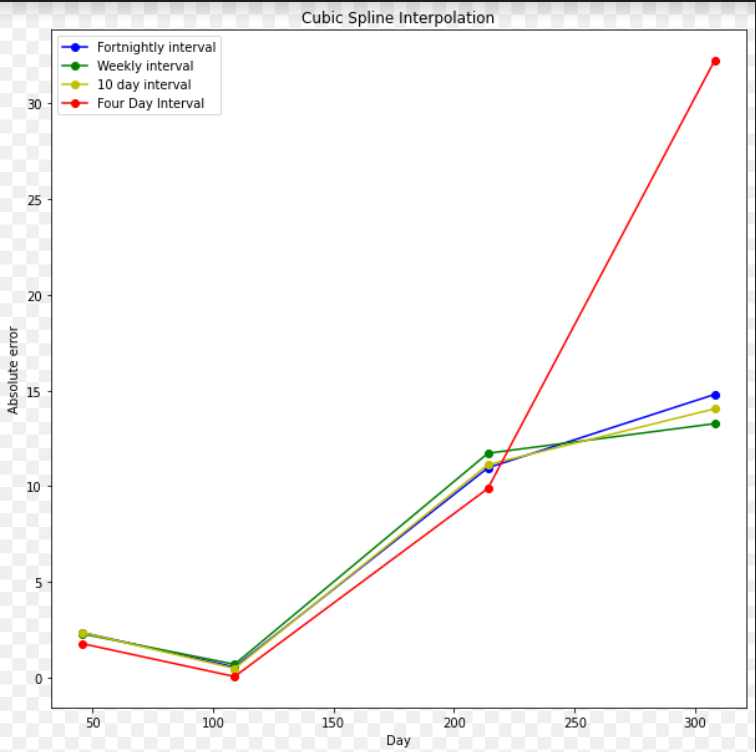 Cubic Spline Interpolation
Fortnightly interval
Weekly interval
10 day interval
Four Day Interval
30
25
20
15
10
5
0
Absolute error
50 100 150 200 250 300
Day